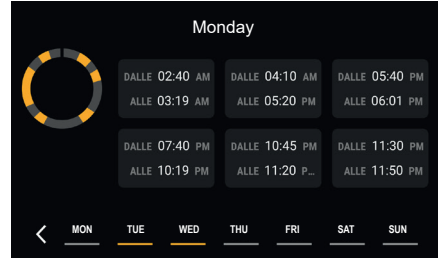 Monday
DALLE 02:40 AM DALLE 04:10 AM DALLE 05:40 PM
ALLE 03:19 AM ALLE 05:20 PM ALLE 06:01 PM
DALLE 07:40 PM DALLE 10:45 PM DALLE 11:30 PM
ALLE 10:19 PM ALLE 11:20 P... ALLE 11:50 PM
MON TUE WED THU FRI SAT SUN